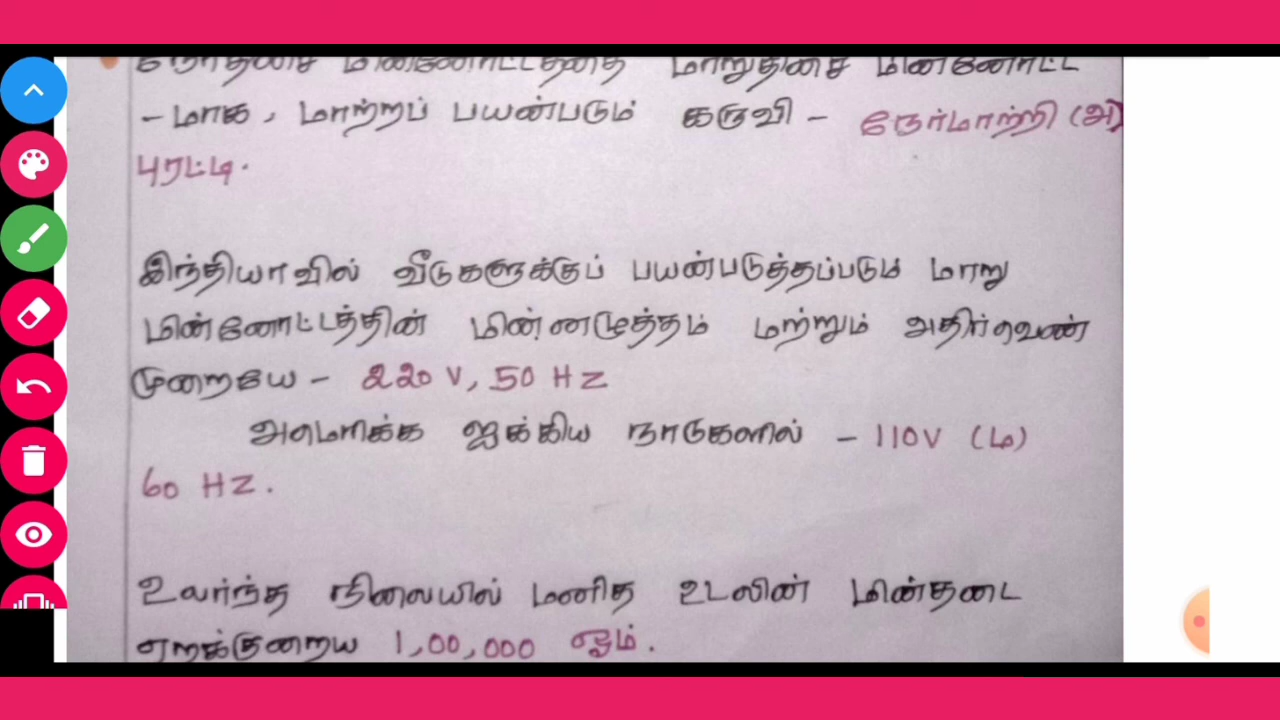 நேர்திசை மின்னோட்டத்தை மாறுதிசை மின்னோட்ட
- மாக, மாற்றப் பயன்படும் கருவி - நேர்மாற்றி (அ)
புரட்டி.
இந்தியாவில் வீடுகளுக்குப் பயன்படுத்தப்படும் மாறு
மின்னோட்டத்தின் மின்னழுத்தம் மற்றும் அதிர்வெண்
முறையே - 220 V, 50 HZ
அமெரிக்க ஐக்கிய நாடுகளில் - 110V (ம)
60 HZ.
உலர்ந்த நிலையில் மனித உடலின் மின்தடை
ஏறக்குறைய 1,00,000 ஓம்.